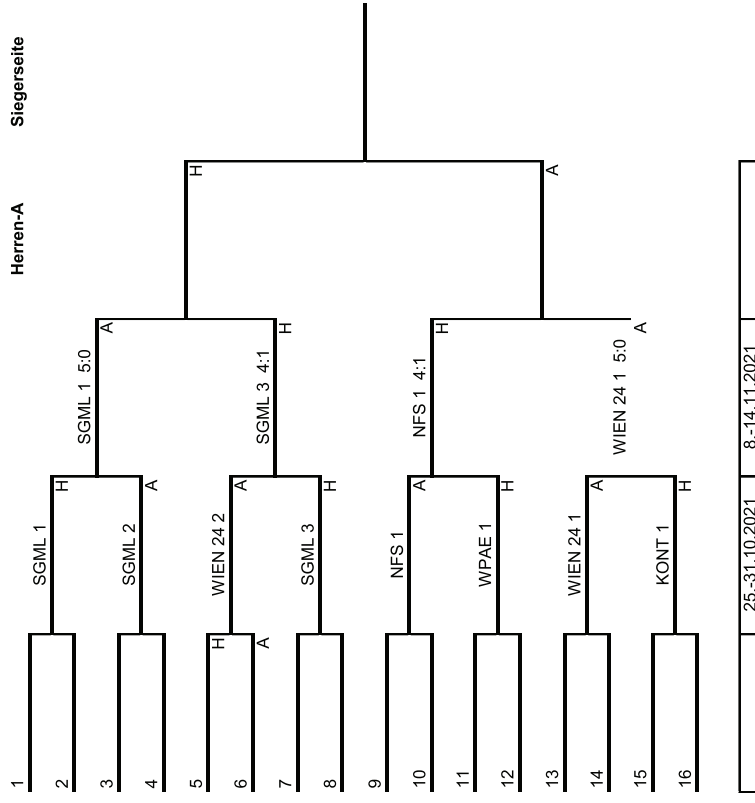 Herren-A Siegerseite
1
2
3
4
5
6
7
8
9
10
11
12
13
14
15
16
H
A
SGML 1
H
SGML 2
A
WIEN 24 2
A
SGML 3
H
NFS 1
A
WPAE 1
H
WIEN 24 1
A
KONT 1
H
25.-31.10.2021
SGML 1 5:0
A
SGML 3 4:1
H
NFS 1 4:1
H
WIEN 24 1 5:0
A
8.-14.11.2021
H
A